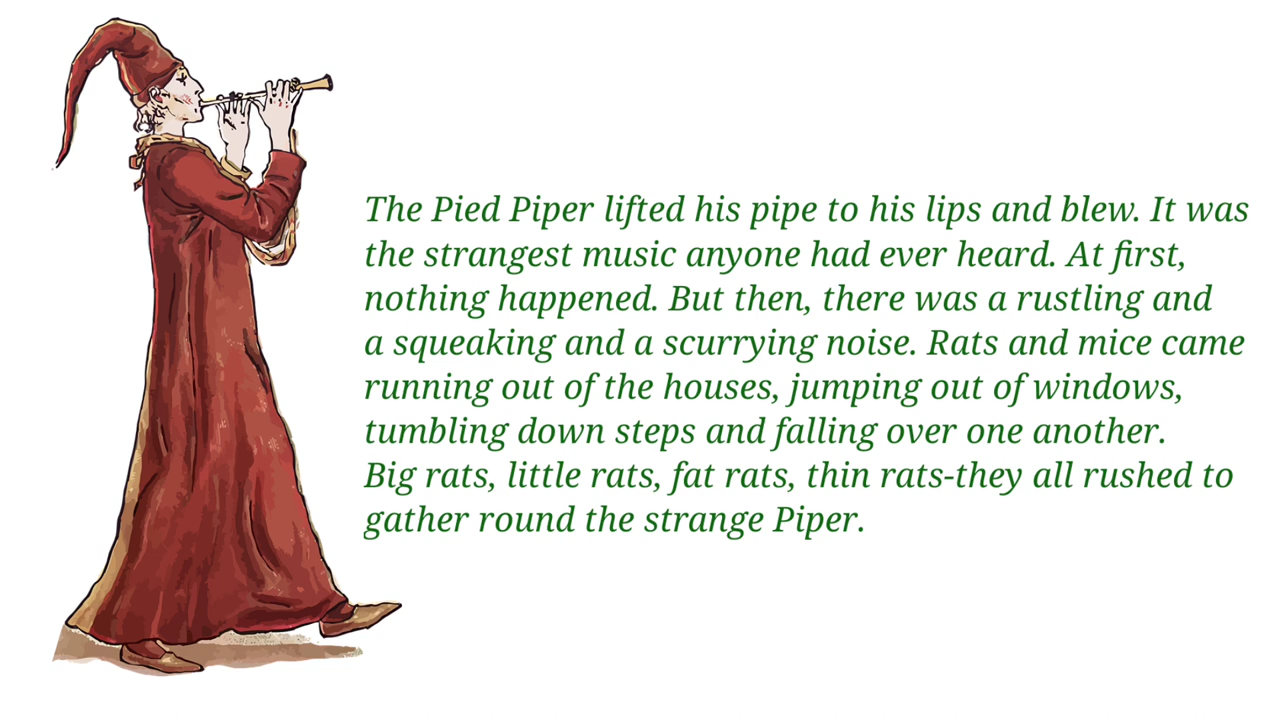 The Pied Piper lifted his pipe to his lips and blew. It was
the strangest music anyone had ever heard. At first,
nothing happened. But then, there was a rustling and
a squeaking and a scurrying noise. Rats and mice came
running out of the houses, jumping out of windows,
tumbling down steps and falling over one another.
Big rats, little rats, fat rats, thin rats-they all rushed to
gather round the strange Piper.